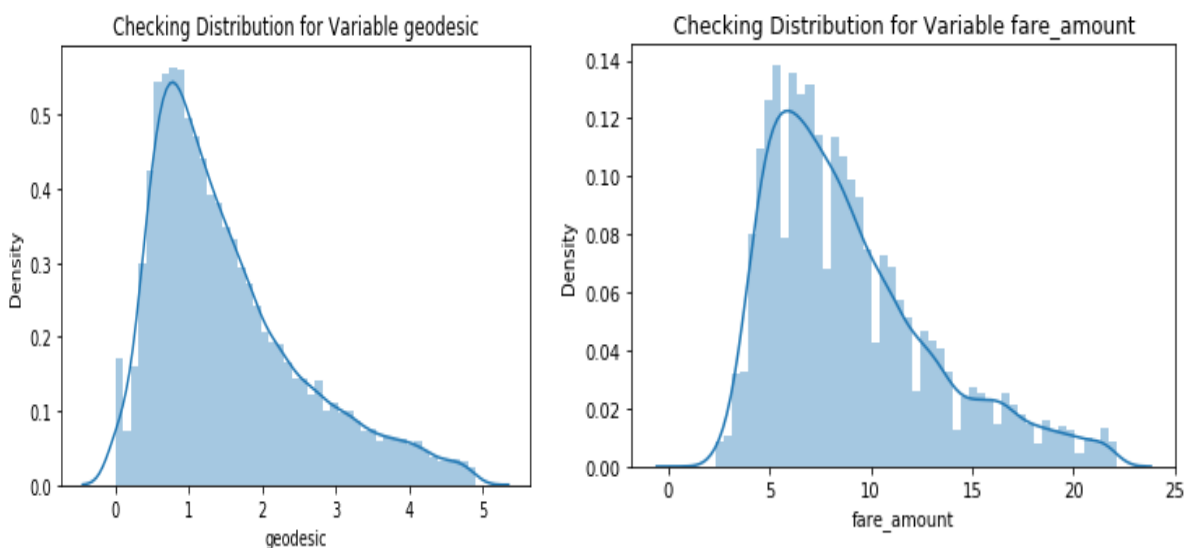 Checking Distribution for Variable geodesic
Density
0.5
0.4
0.3
0.2
0.1
0.0
0 1 2 3 4 5
geodesic
Checking Distribution for Variable fare_amount
Density
0.14
0.12
0.10
0.08
0.06
0.04
0.02
0.00
0 5 10 15 20 25
fare_amount